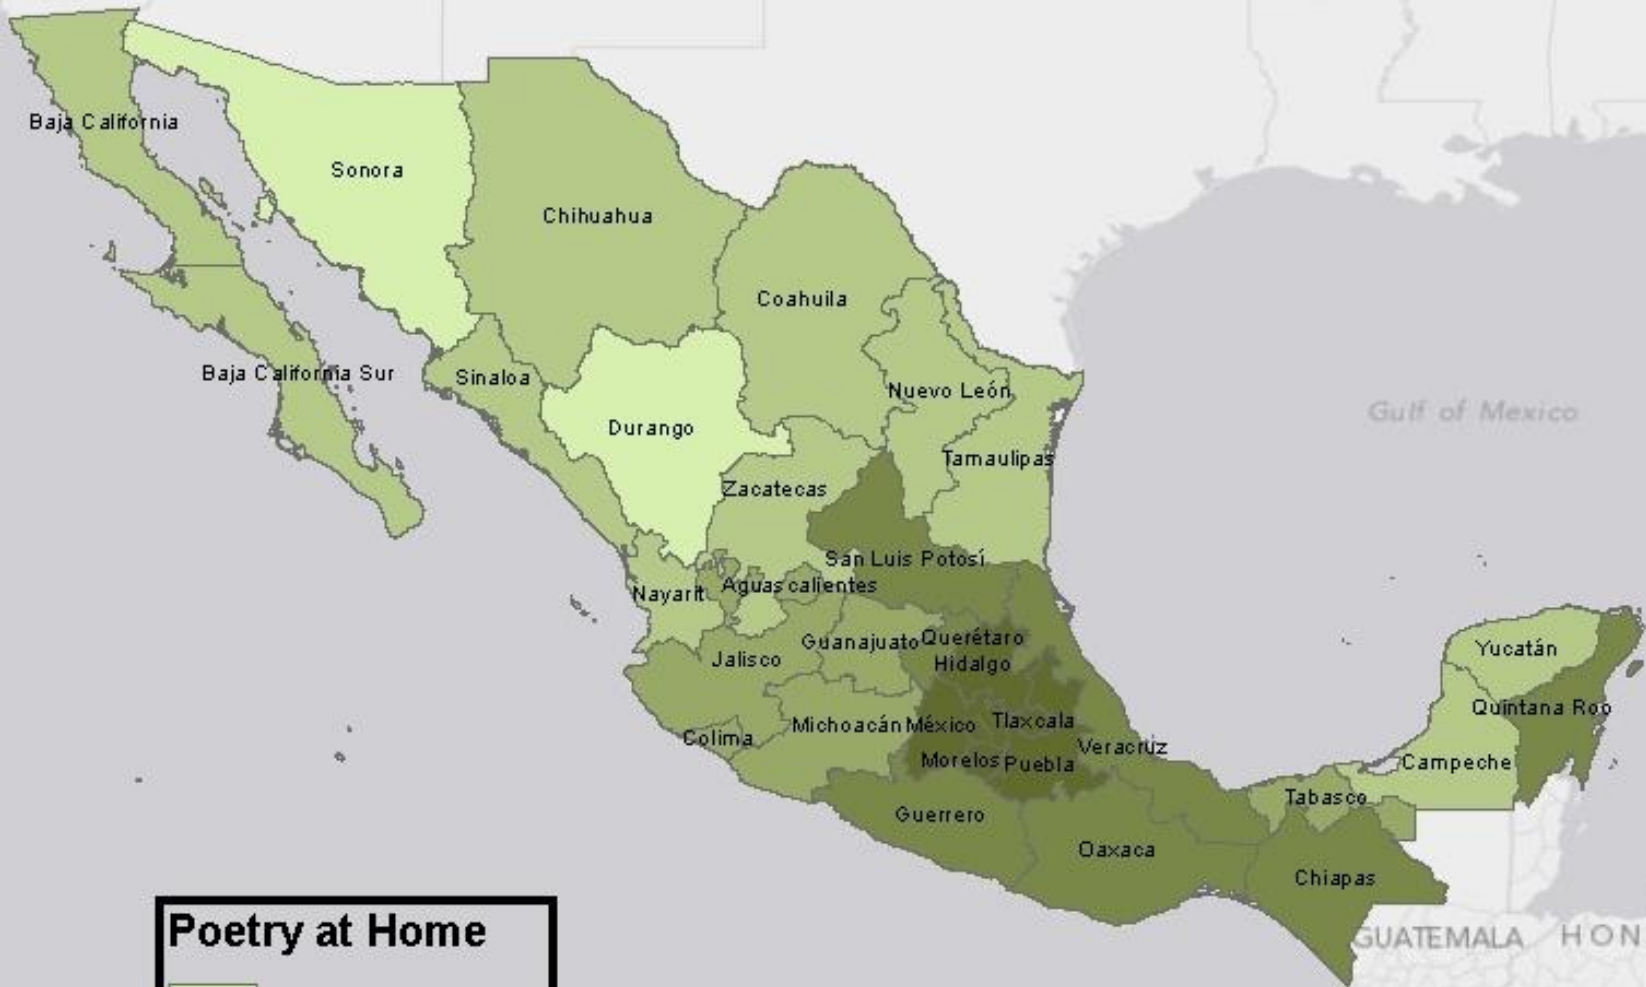 Baja California
Sonora
Chihuahua
Coahuila
Baja California Sur
Sinaloa
Nuevo León
Durango
Gulf of Mexico
Tamaulipas
Zacatecas
San Luis Potosí
Aguascalientes
Nayarit
Guanajuato
Querétaro
Yucatán
Jalisco
Hidalgo
Quintana Roo
Michoacán
México
Tlaxcala
Colima
Veracruz
Morelos
Puebla
Campeche
Tabasco
Guerrero
Oaxaca
Chiapas
Poetry at Home
GUATEMALA
HON